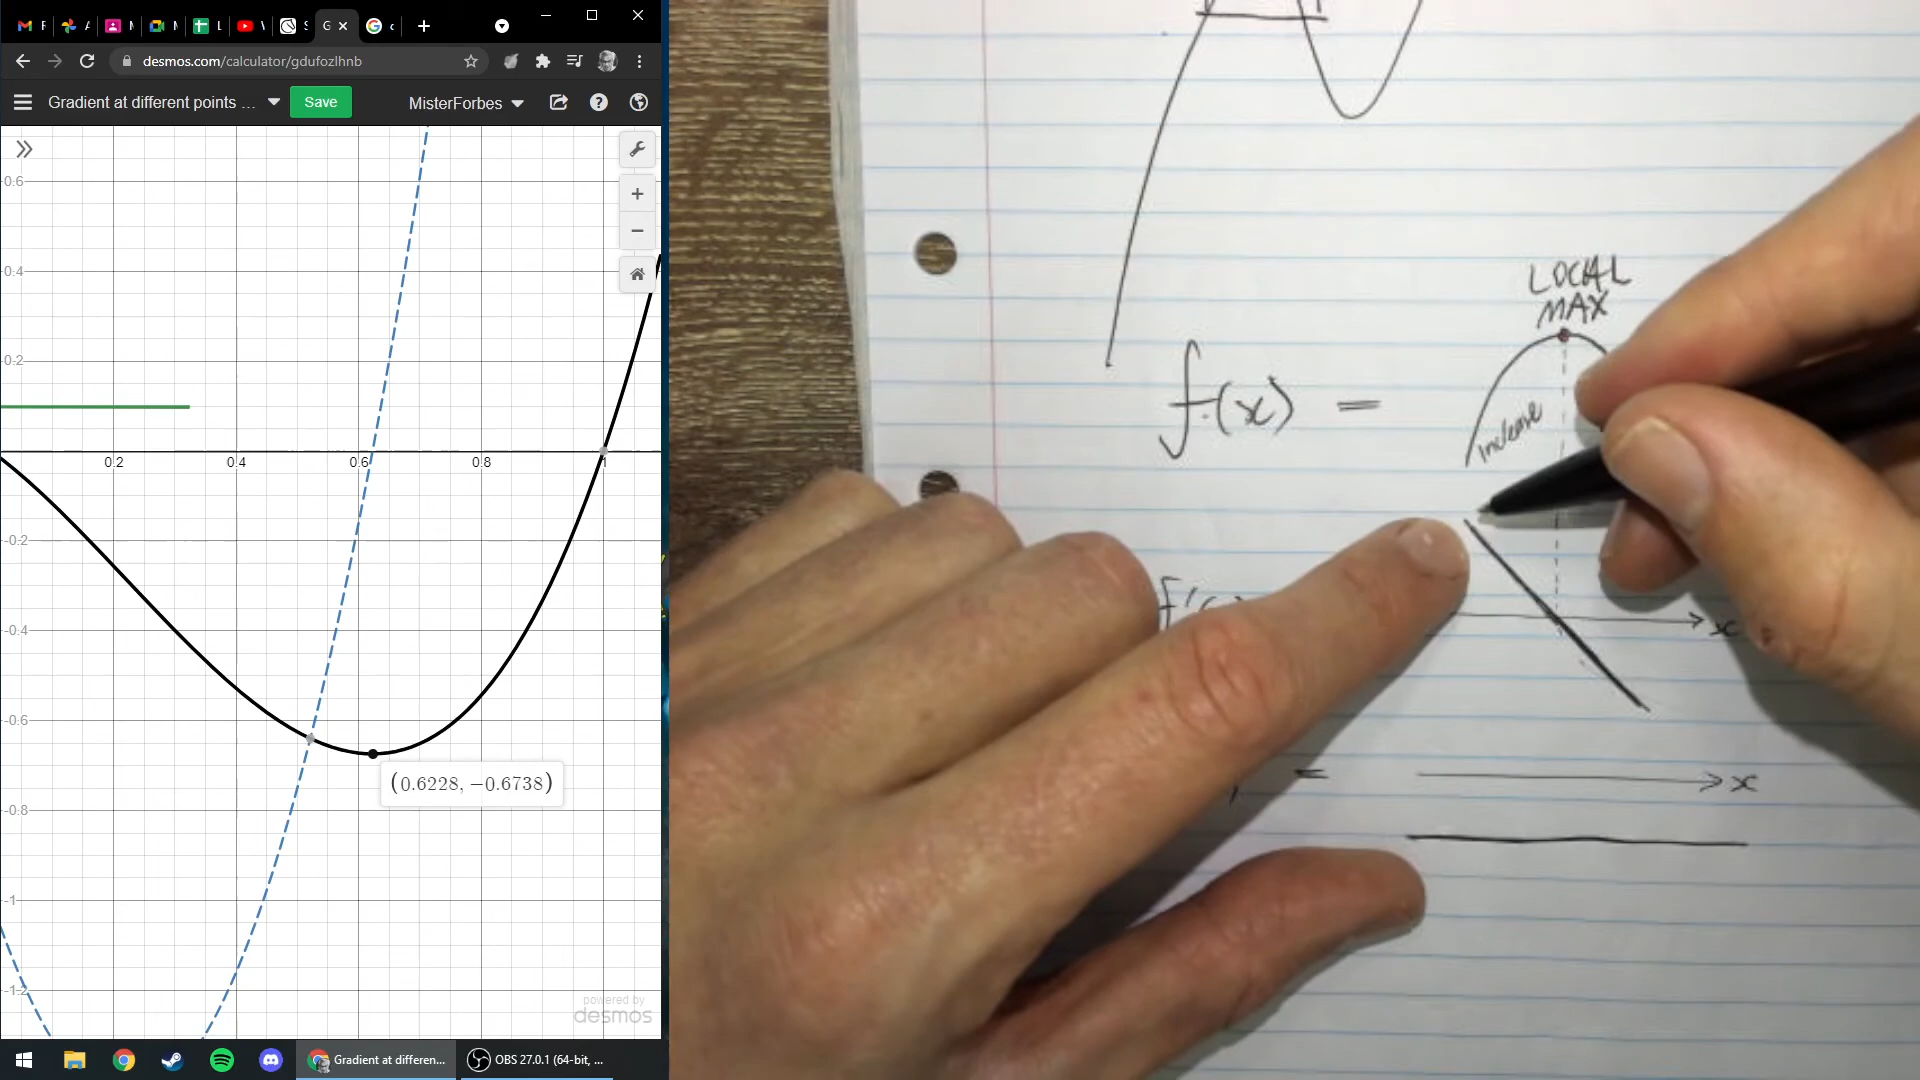 desmos.com/calculator/gdufozlhnb
Gradient at different points ...
Save
MisterForbes
0.6
0.4
0.2
0.2
0.4
0.6
0.8
1
-0.2
-0.4
-0.6
-0.8
-1
-1.2
(0.6228, −0.6738)
powered by
desmos
Gradient at differen...
OBS 27.0.1 (64-bit, ...
LOCAL
MAX
f(x) =
increase
x
=
x